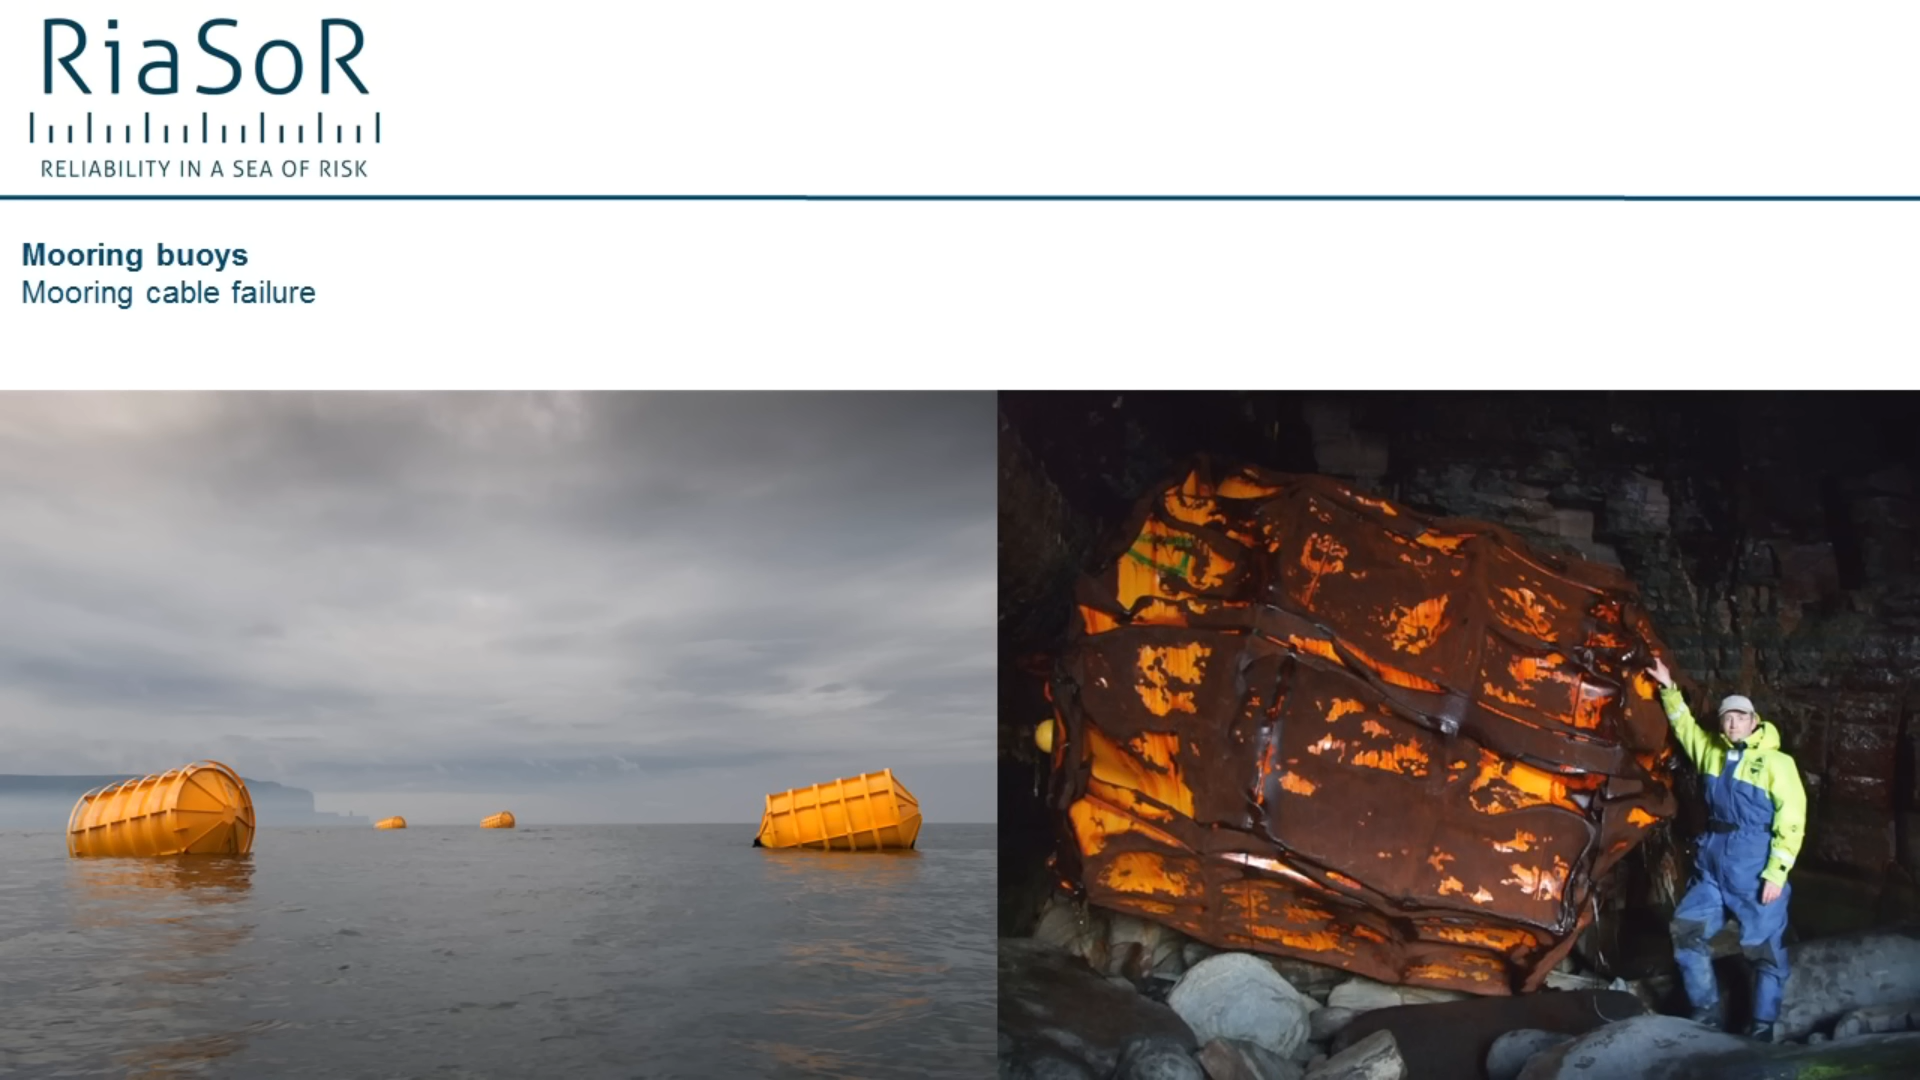 RiaSoR
RELIABILITY IN A SEA OF RISK
Mooring buoys
Mooring cable failure